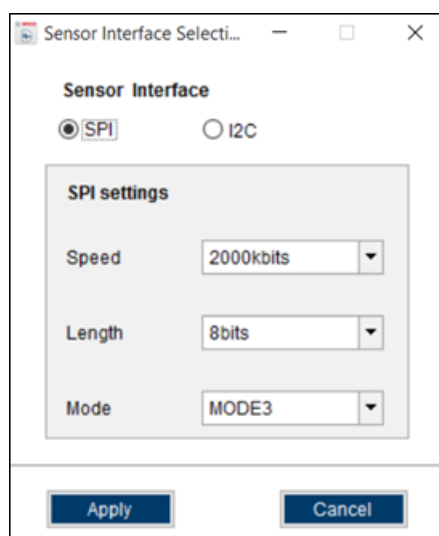 Sensor Interface Selecti...
Sensor Interface
SPI I2C
SPI settings
Speed 2000kbits
Length 8bits
Mode MODE3
Apply Cancel